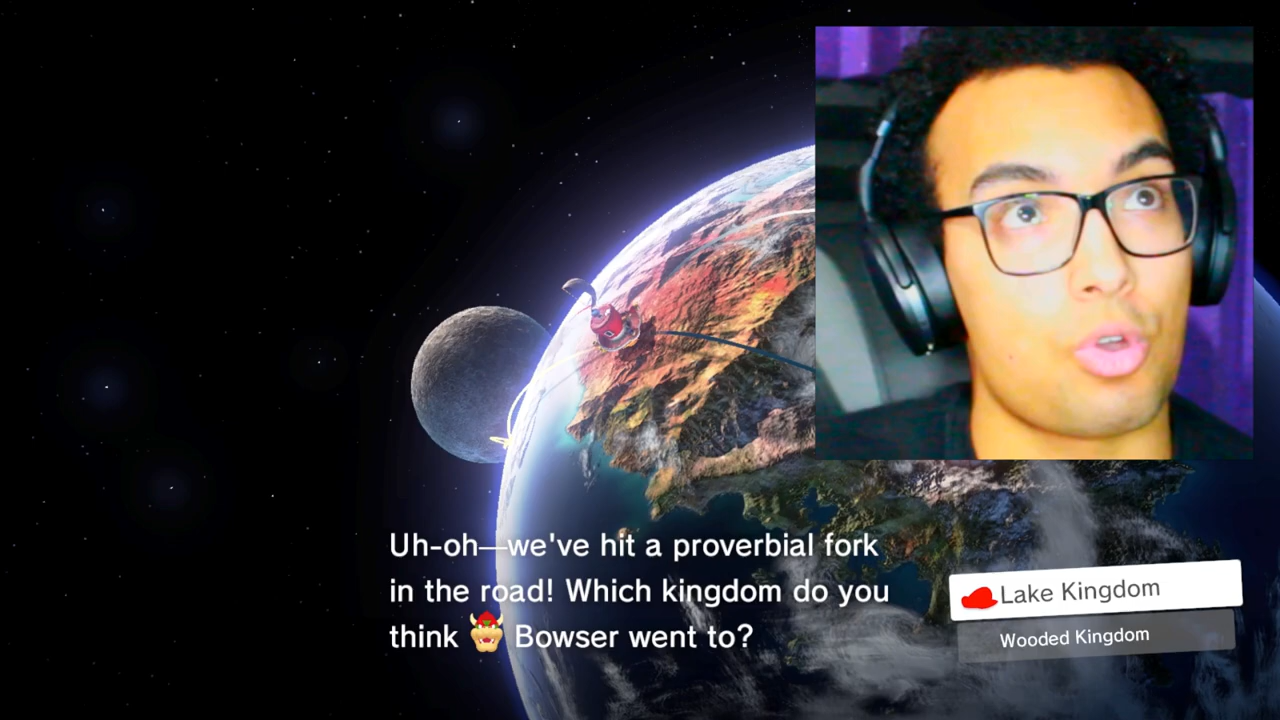 Uh-oh—we've hit a proverbial fork
in the road! Which kingdom do you
think Bowser went to?
Lake Kingdom
Wooded Kingdom